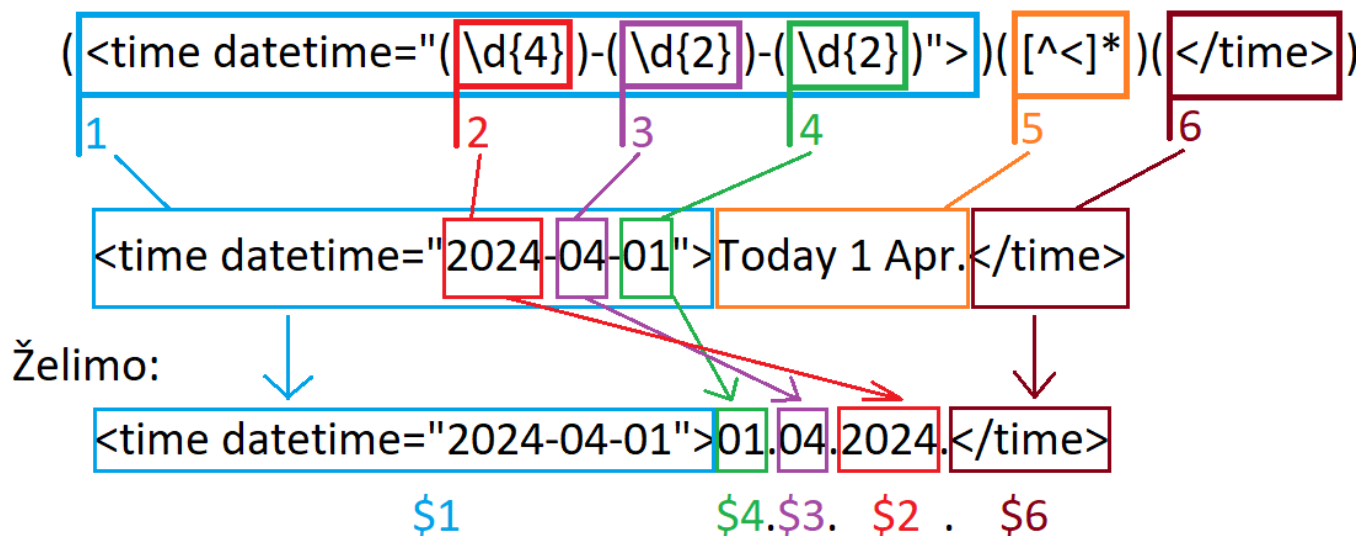 (<time datetime="(\d{4})-(\d{2})-(\d{2})">)([^<]*)(</time>)
1 2 3 4 5 6
<time datetime="2024-04-01">Today 1 Apr.</time>
Želimo:
<time datetime="2024-04-01">01.04.2024.</time>
$1 $4.$3. $2 . $6